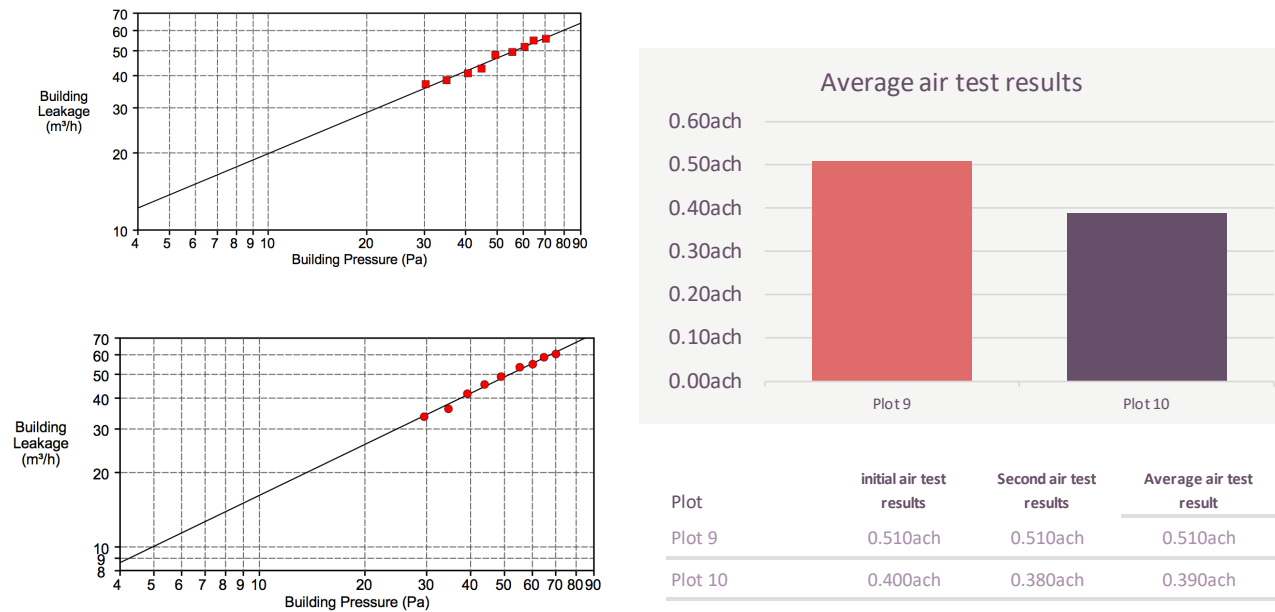 70
60
50
40
30
20
10
Building
Leakage
(m³/h)
4 5 6 7 8 9 10 20 30 40 50 60 70 80 90
Building Pressure (Pa)
70
60
50
40
30
20
10
9
8
Building
Leakage
(m³/h)
4 5 6 7 8 9 10 20 30 40 50 60 70 80 90
Building Pressure (Pa)
Average air test results
0.60ach
0.50ach
0.40ach
0.30ach
0.20ach
0.10ach
0.00ach
Plot 9 Plot 10
Plot initial air test results Second air test results Average air test result
Plot 9 0.510ach 0.510ach 0.510ach
Plot 10 0.400ach 0.380ach 0.390ach